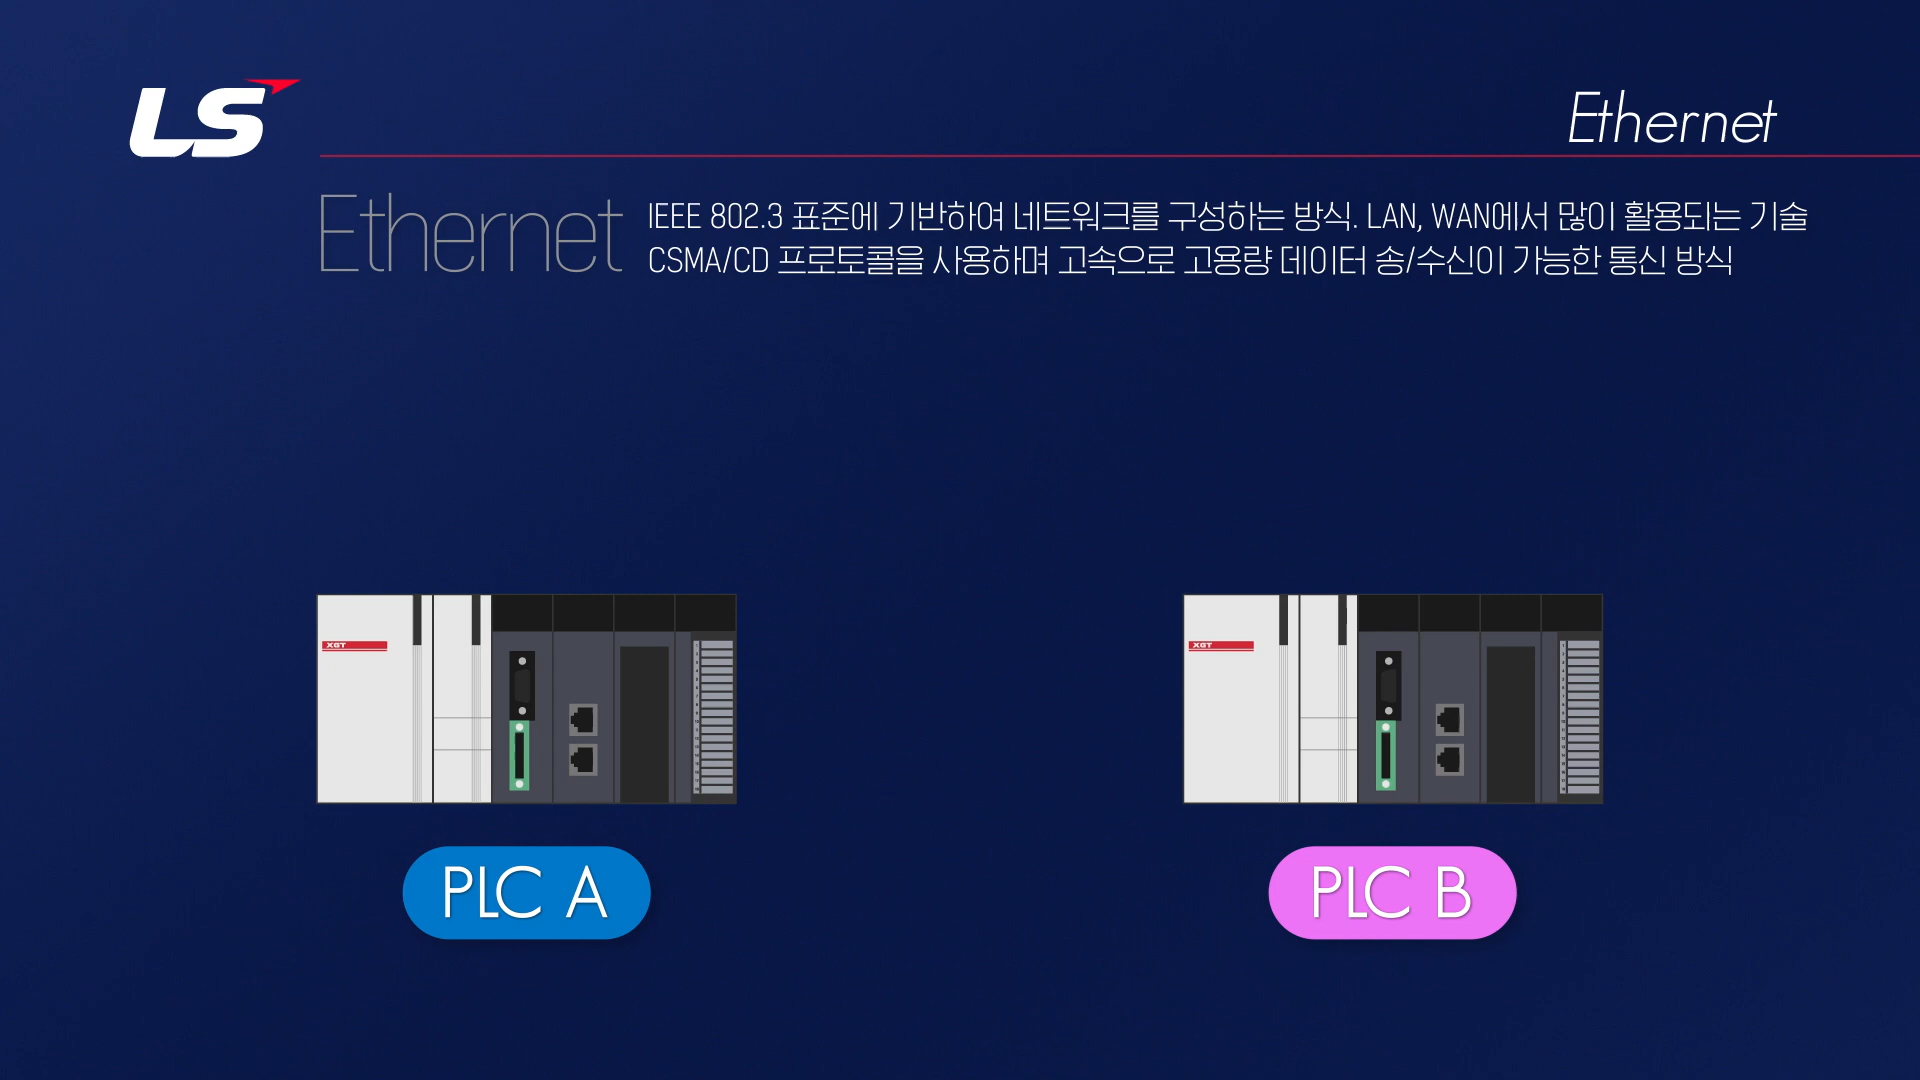 LS
Ethernet
Ethernet
IEEE 802.3 표준에 기반하여 네트워크를 구성하는 방식. LAN, WAN에서 많이 활용되는 기술
CSMA/CD 프로토콜을 사용하며 고속으로 고용량 데이터 송/수신이 가능한 통신 방식
XGT
XGT
PLC A
PLC B